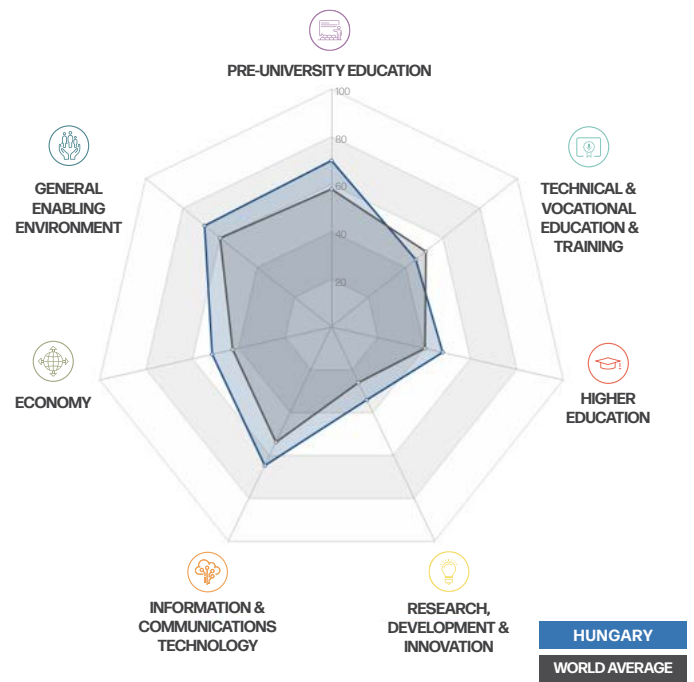 PRE-UNIVERSITY EDUCATION
100
80
60
40
20
GENERAL
ENABLING
ENVIRONMENT
TECHNICAL &
VOCATIONAL
EDUCATION &
TRAINING
ECONOMY
HIGHER
EDUCATION
INFORMATION &
COMMUNICATIONS
TECHNOLOGY
RESEARCH,
DEVELOPMENT &
INNOVATION
HUNGARY
WORLD AVERAGE